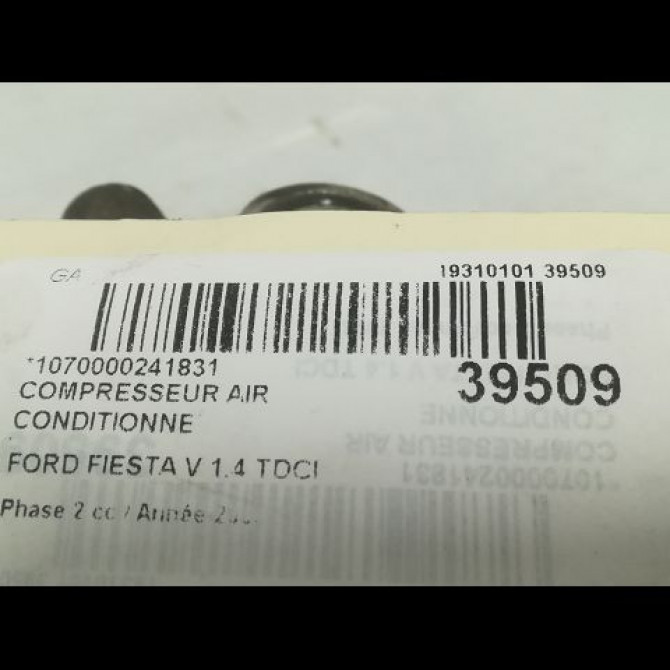 GA 19310101 39509
*1070000241831
39509
COMPRESSEUR AIR
CONDITIONNE
FORD FIESTA V 1.4 TDCI
Phase 2 cc / Année